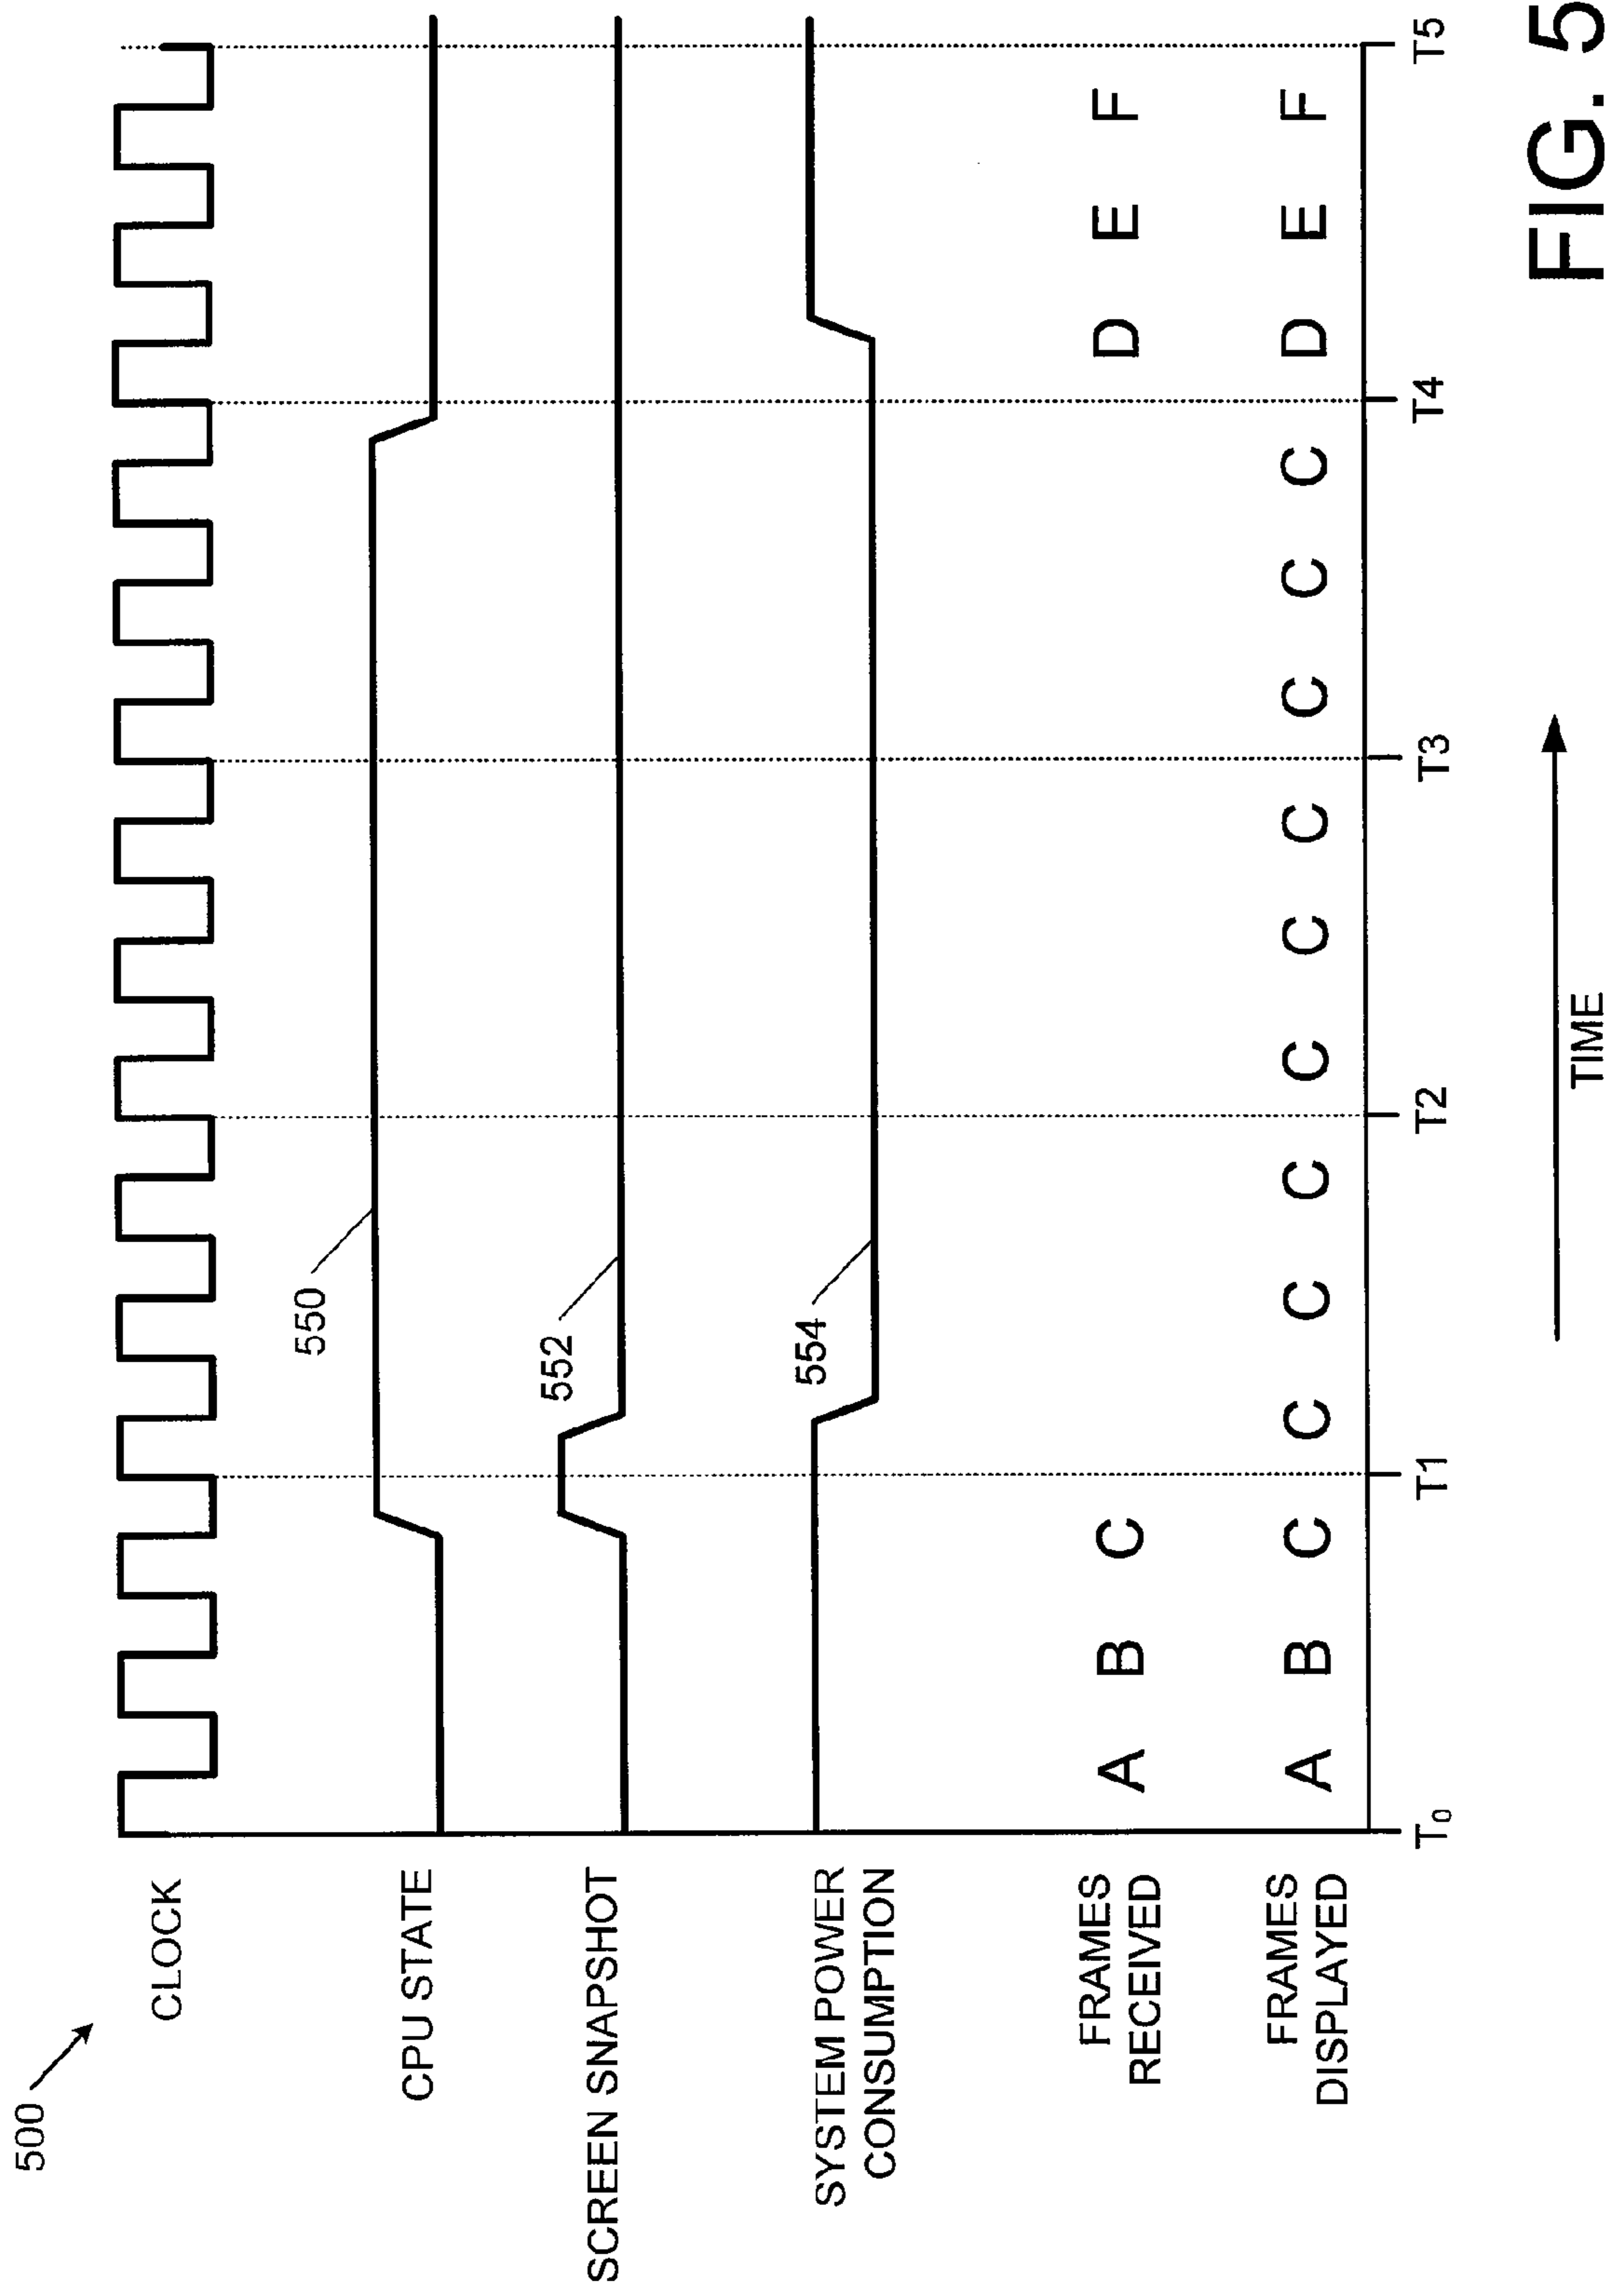 500
CLOCK
CPU STATE
550
SCREEN SNAPSHOT
552
SYSTEM POWER
CONSUMPTION
554
FRAMES
RECEIVED
A B C D E F
FRAMES
DISPLAYED
A B C C C C C C C C C C D E F
T0 T1 T2 T3 T4 T5
TIME
FIG. 5